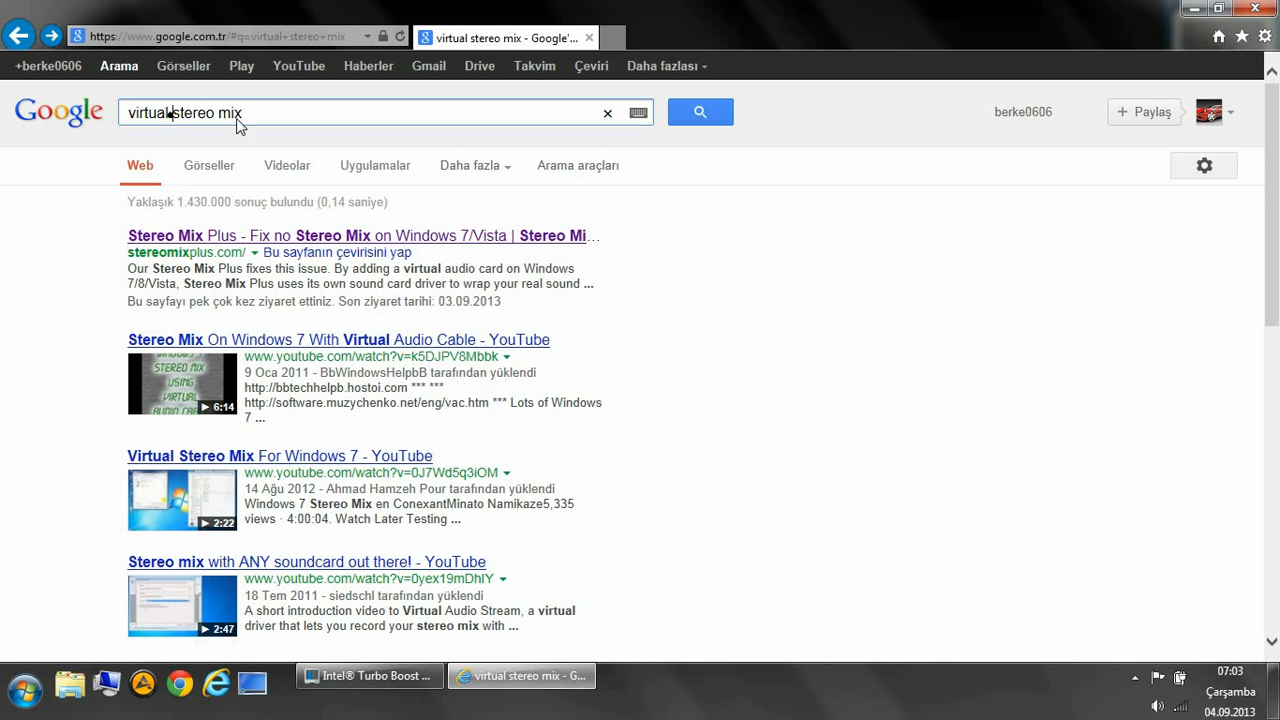 https://www.google.com.tr/#q=virtual+stereo+mix
virtual stereo mix - Google'...
+berke0606 Arama Görseller Play YouTube Haberler Gmail Drive Takvim Çeviri Daha fazlası
Google virtual stereo mix berke0606 + Paylaş
Web Görseller Videolar Uygulamalar Daha fazla Arama araçları
Yaklaşık 1.430.000 sonuç bulundu (0,14 saniye)
Stereo Mix Plus - Fix no Stereo Mix on Windows 7/Vista | Stereo Mi...
stereomixplus.com/ Bu sayfanın çevirisini yap
Our Stereo Mix Plus fixes this issue. By adding a virtual audio card on Windows
7/8/Vista, Stereo Mix Plus uses its own sound card driver to wrap your real sound ...
Bu sayfayı pek çok kez ziyaret ettiniz. Son ziyaret tarihi: 03.09.2013
Stereo Mix On Windows 7 With Virtual Audio Cable - YouTube
www.youtube.com/watch?v=k5DJPV8Mbbk
9 Oca 2011 - BbWindowsHelpbB tarafından yüklendi
http://bbtechhelpb.hostoi.com *** ***
http://software.muzychenko.net/eng/vac.htm *** Lots of Windows
7 ...
WINDOWS
STEREO MIX
USING
VIRTUAL
AUDIO CABLE
6:14
Virtual Stereo Mix For Windows 7 - YouTube
www.youtube.com/watch?v=0J7Wd5q3iOM
14 Ağu 2012 - Ahmad Hamzeh Pour tarafından yüklendi
Windows 7 Stereo Mix en ConexantMinato Namikaze5,335
views · 4:00:04. Watch Later Testing ...
2:22
Stereo mix with ANY soundcard out there! - YouTube
www.youtube.com/watch?v=0yex19mDhIY
18 Tem 2011 - siedschl tarafından yüklendi
A short introduction video to Virtual Audio Stream, a virtual
driver that lets you record your stereo mix with ...
2:47
Intel® Turbo Boost ... virtual stereo mix - G...
07:03
Çarşamba
04.09.2013